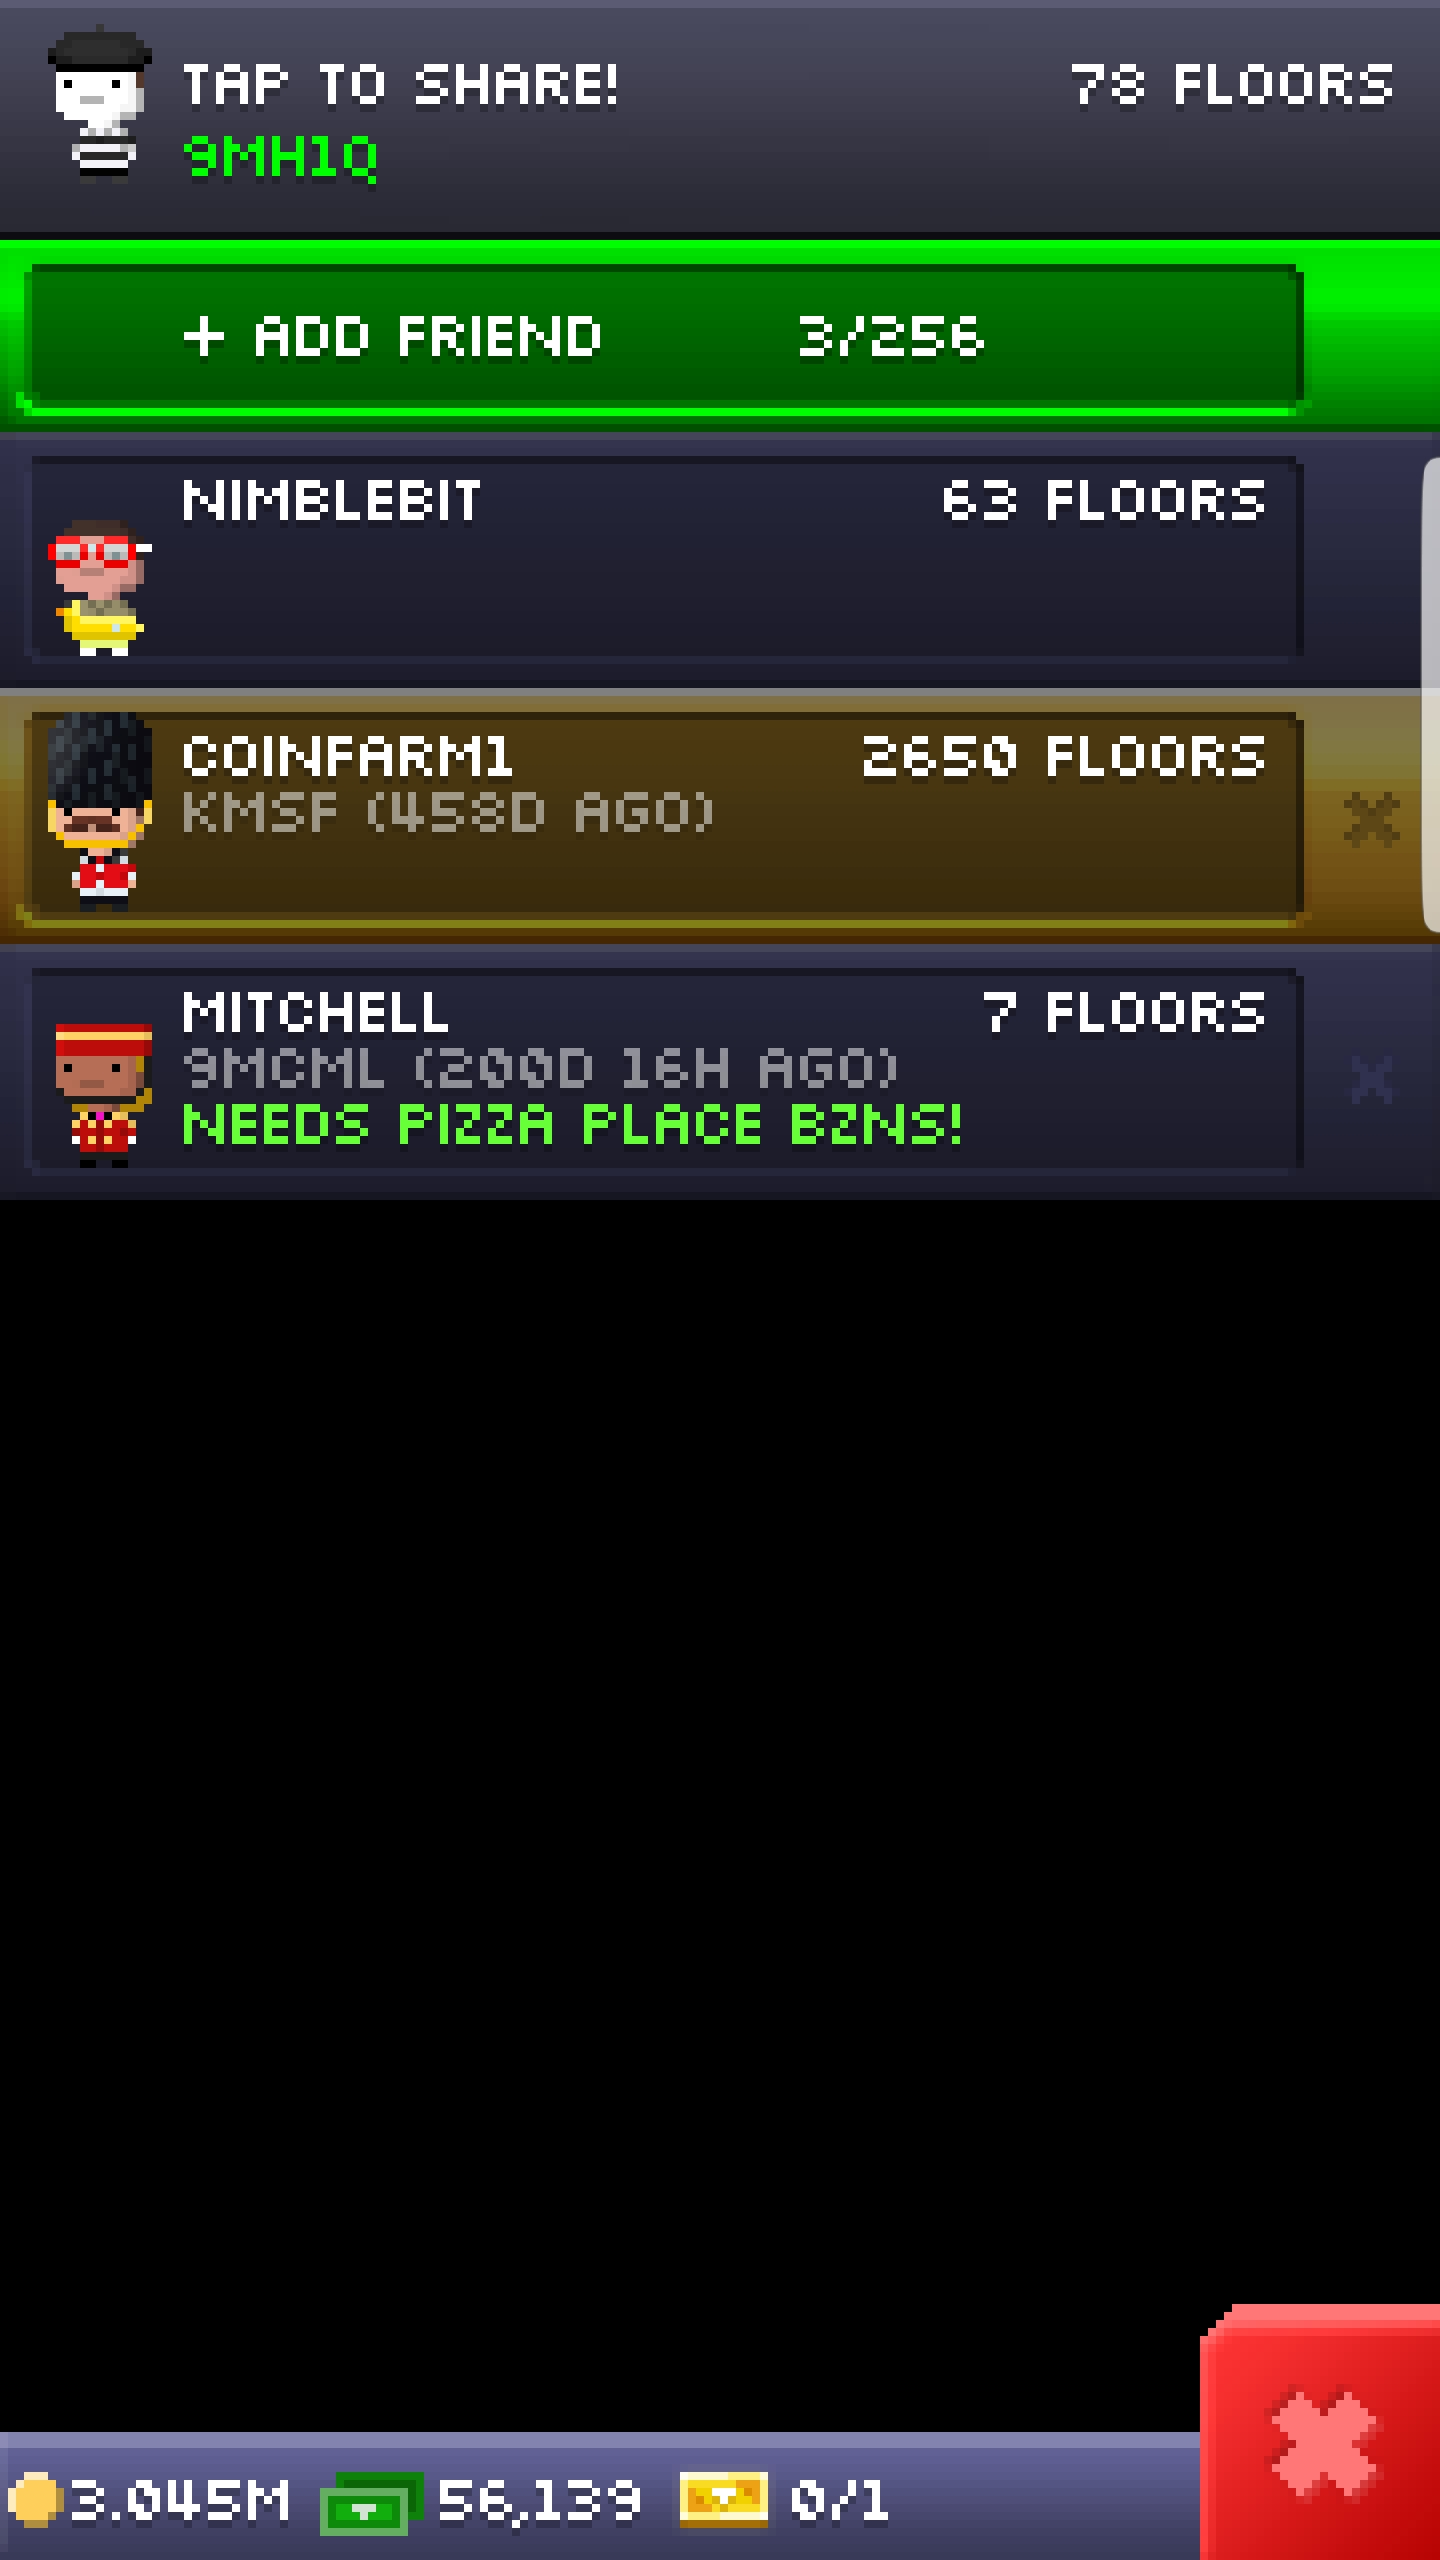 TAP TO SHARE! 78 FLOORS
9MH1Q
+ ADD FRIEND 3/256
NIMBLEBIT 63 FLOORS
COINFARM1 2650 FLOORS
KMSF (458D AGO)
MITCHELL 7 FLOORS
9MCML (200D 16H AGO)
NEEDS PIZZA PLACE BZNS!
3.045M 56,139 0/1